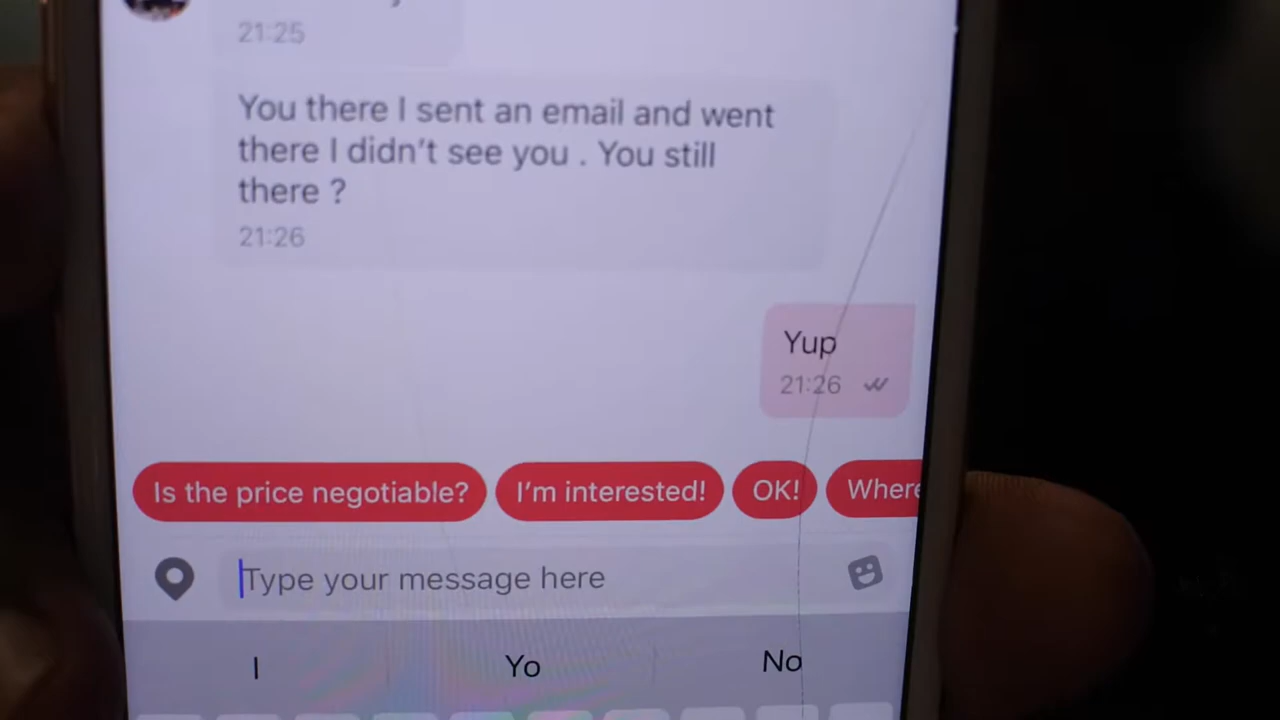 21:25
You there I sent an email and went
there I didn't see you . You still
there ?
21:26
Yup
21:26
Is the price negotiable? I'm interested! OK! Where
Type your message here
I Yo No